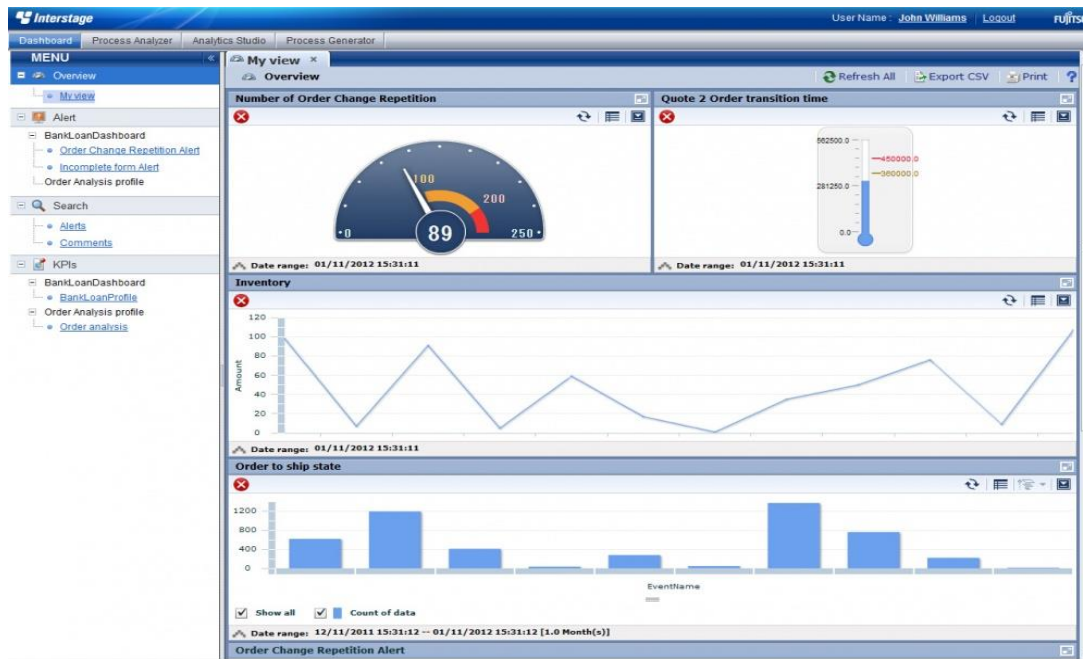 Interstage
User Name : John Williams Logout
Dashboard Process Analyzer Analytics Studio Process Generator
MENU «
Overview
My view
Alert
BankLoanDashboard
Order Change Repetition Alert
Incomplete form Alert
Order Analysis profile
Search
Alerts
Comments
KPIs
BankLoanDashboard
BankLoanProfile
Order Analysis profile
Order analysis
My view ×
Overview
Refresh All Export CSV Print ?
Number of Order Change Repetition
0 100 200 250
89
Date range: 01/11/2012 15:31:11
Quote 2 Order transition time
562500.0
450000.0
360000.0
281250.0
0.0
Date range: 01/11/2012 15:31:11
Inventory
120
100
80
60
40
20
0
Amount
Date range: 01/11/2012 15:31:11
Order to ship state
1200
800
400
0
EventName
Show all Count of data
Date range: 12/11/2011 15:31:12 -- 01/11/2012 15:31:12 [1.0 Month(s)]
Order Change Repetition Alert